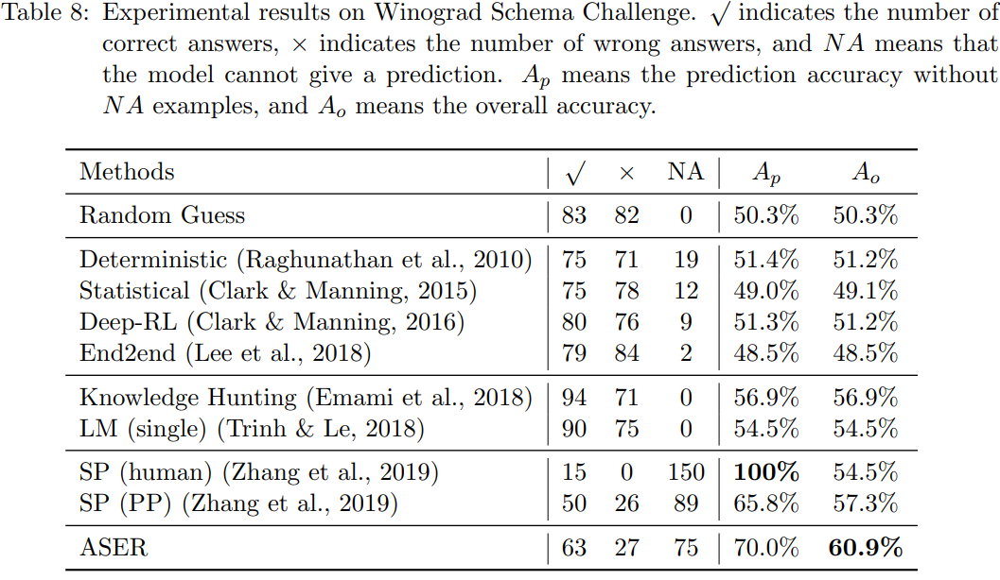 Table 8: Experimental results on Winograd Schema Challenge. √ indicates the number of
correct answers, × indicates the number of wrong answers, and NA means that
the model cannot give a prediction. Ap means the prediction accuracy without
NA examples, and Ao means the overall accuracy.
Methods √ × NA Ap Ao
Random Guess 83 82 0 50.3% 50.3%
Deterministic (Raghunathan et al., 2010) 75 71 19 51.4% 51.2%
Statistical (Clark & Manning, 2015) 75 78 12 49.0% 49.1%
Deep-RL (Clark & Manning, 2016) 80 76 9 51.3% 51.2%
End2end (Lee et al., 2018) 79 84 2 48.5% 48.5%
Knowledge Hunting (Emami et al., 2018) 94 71 0 56.9% 56.9%
LM (single) (Trinh & Le, 2018) 90 75 0 54.5% 54.5%
SP (human) (Zhang et al., 2019) 15 0 150 100% 54.5%
SP (PP) (Zhang et al., 2019) 50 26 89 65.8% 57.3%
ASER 63 27 75 70.0% 60.9%